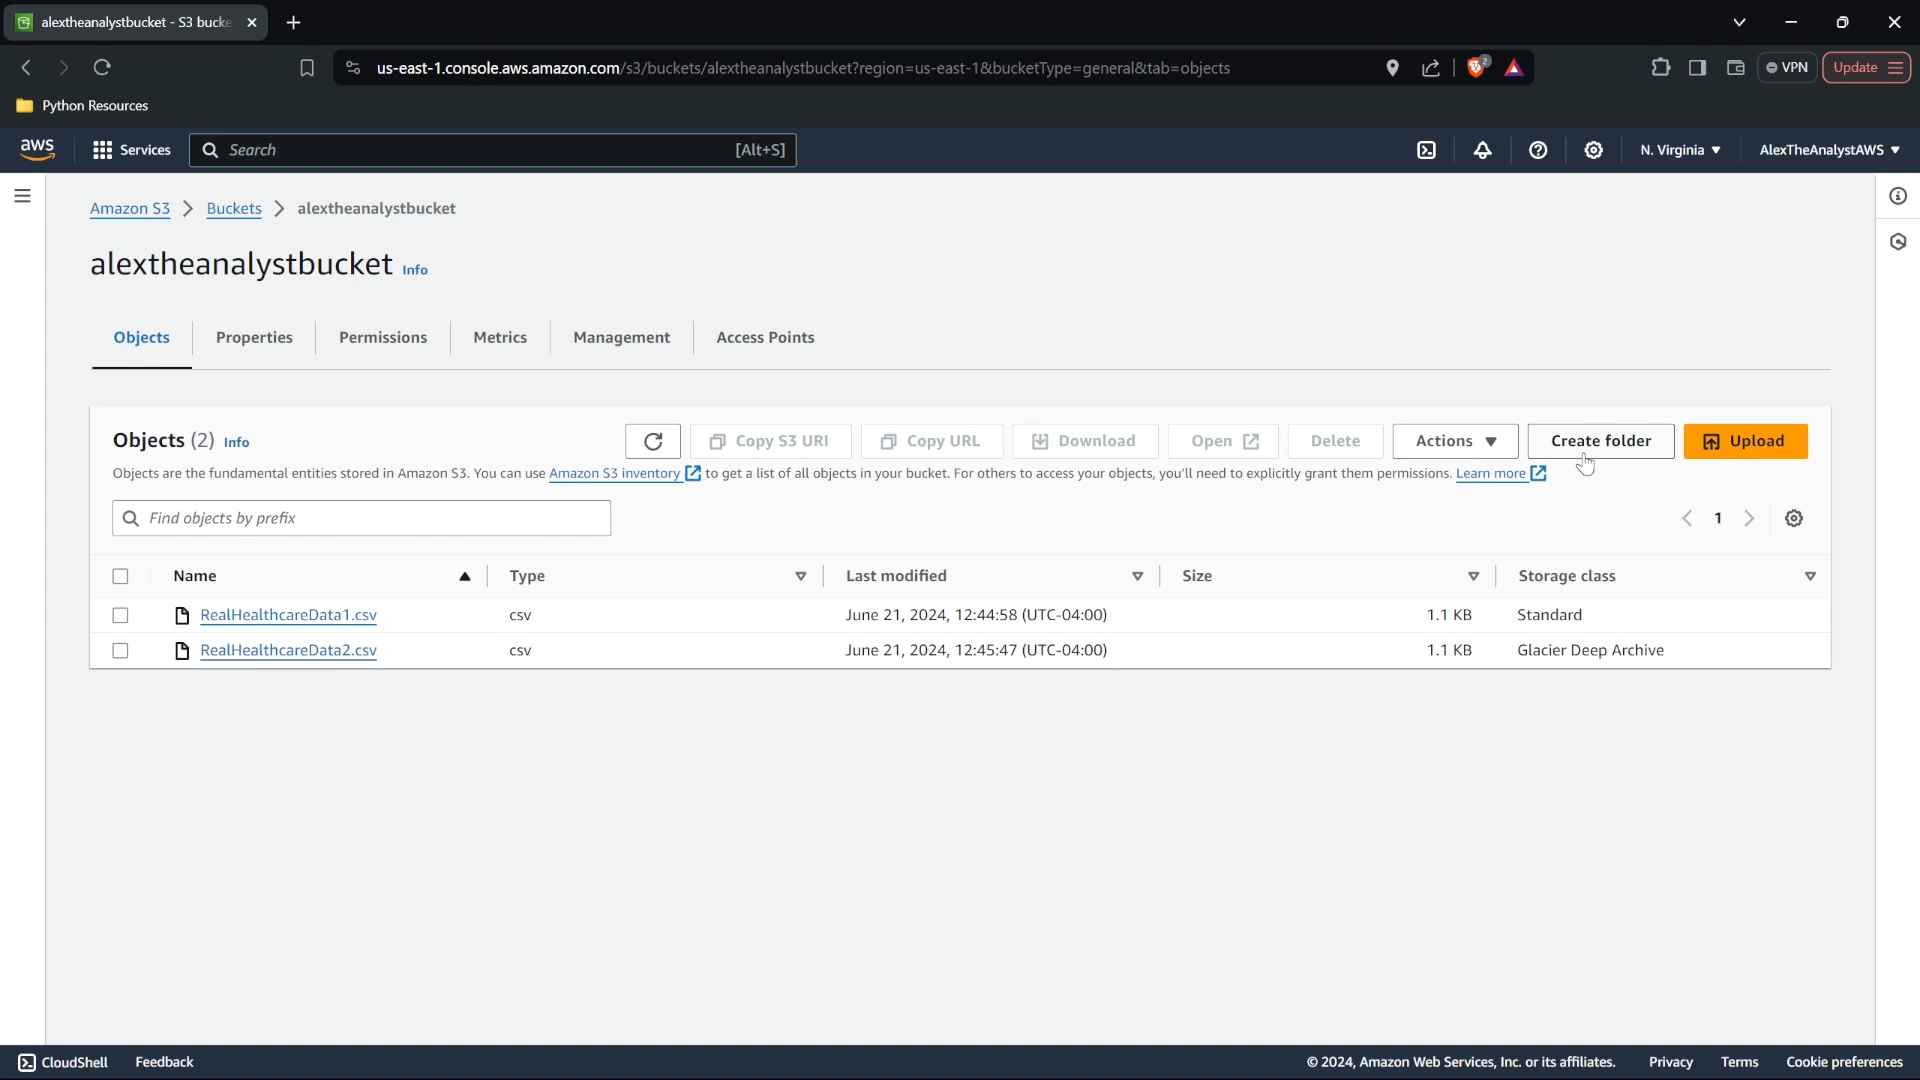 alextheanalystbucket - S3 bucke
us-east-1.console.aws.amazon.com/s3/buckets/alextheanalystbucket?region=us-east-1&bucketType=general&tab=objects
2
VPN
Update
Python Resources
aws
Services
Search
[Alt+S]
N. Virginia
AlexTheAnalystAWS
Amazon S3 > Buckets > alextheanalystbucket
alextheanalystbucket Info
Objects Properties Permissions Metrics Management Access Points
Objects (2) Info
Copy S3 URI
Copy URL
Download
Open
Delete
Actions
Create folder
Upload
Objects are the fundamental entities stored in Amazon S3. You can use Amazon S3 inventory to get a list of all objects in your bucket. For others to access your objects, you'll need to explicitly grant them permissions. Learn more
Find objects by prefix
1
Name Type Last modified Size Storage class
RealHealthcareData1.csv csv June 21, 2024, 12:44:58 (UTC-04:00) 1.1 KB Standard
RealHealthcareData2.csv csv June 21, 2024, 12:45:47 (UTC-04:00) 1.1 KB Glacier Deep Archive
CloudShell Feedback © 2024, Amazon Web Services, Inc. or its affiliates. Privacy Terms Cookie preferences